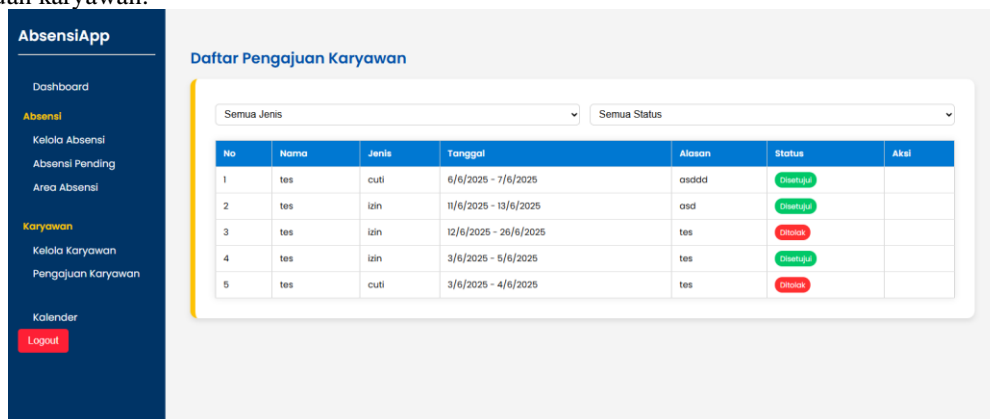 dan karyawan.
AbsensiApp
Dashboard
Absensi
Kelola Absensi
Absensi Pending
Area Absensi
Karyawan
Kelola Karyawan
Pengajuan Karyawan
Kalender
Logout
Daftar Pengajuan Karyawan
Semua Jenis Semua Status
No Nama Jenis Tanggal Alasan Status Aksi
1 tes cuti 6/6/2025 - 7/6/2025 asddd Disetujui
2 tes izin 11/6/2025 - 13/6/2025 asd Disetujui
3 tes izin 12/6/2025 - 26/6/2025 tes Ditolak
4 tes izin 3/6/2025 - 5/6/2025 tes Disetujui
5 tes cuti 3/6/2025 - 4/6/2025 tes Ditolak